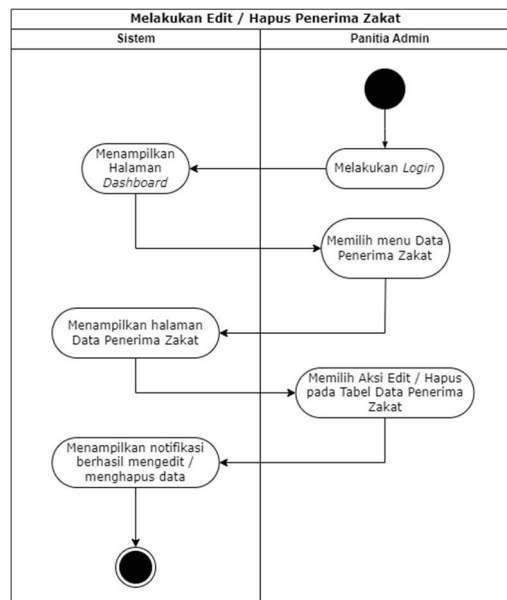 Melakukan Edit / Hapus Penerima Zakat
Sistem
Panitia Admin
Melakukan Login
Menampilkan
Halaman
Dashboard
Memilih menu Data
Penerima Zakat
Menampilkan halaman
Data Penerima Zakat
Memilih Aksi Edit / Hapus
pada Tabel Data Penerima
Zakat
Menampilkan notifikasi
berhasil mengedit /
menghapus data